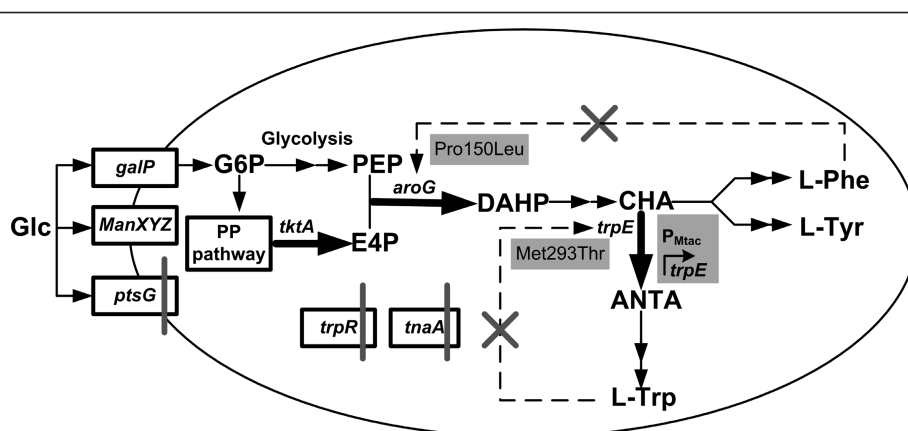 Glycolysis
Pro150Leu
galP
G6P
PEP
aroG
L-Phe
Glc
ManXYZ
PP
pathway
tktA
E4P
DAHP
CHA
trpE
P_Mtac
trpE
L-Tyr
Met293Thr
ptsG
trpR
tnaA
ANTA
L-Trp